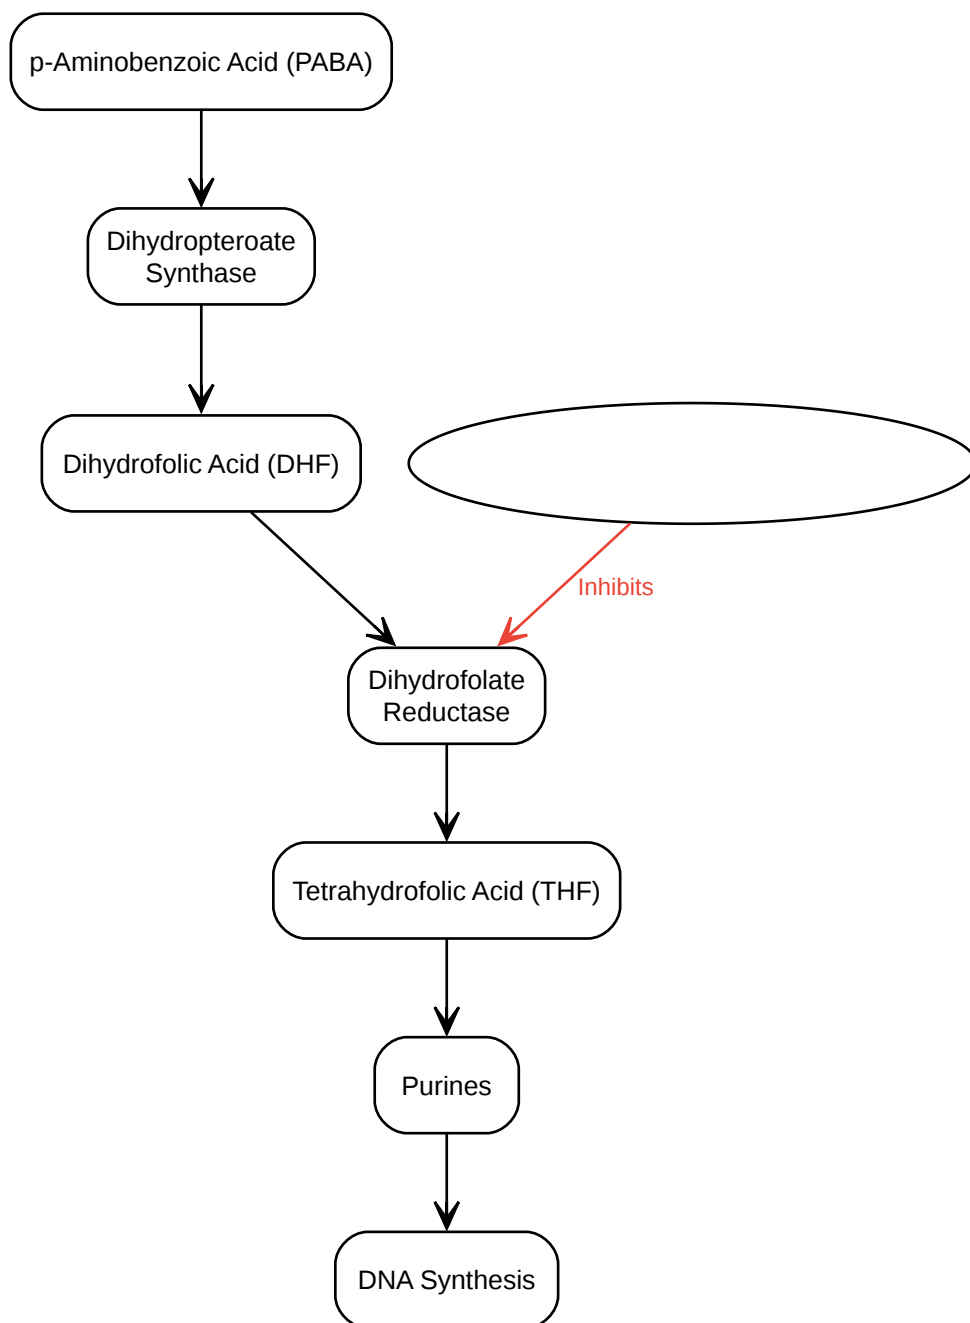 p-Aminobenzoic Acid (PABA)
Dihydropteroate
Synthase
Dihydrofolic Acid (DHF)
Inhibits
Dihydrofolate
Reductase
Tetrahydrofolic Acid (THF)
Purines
DNA Synthesis